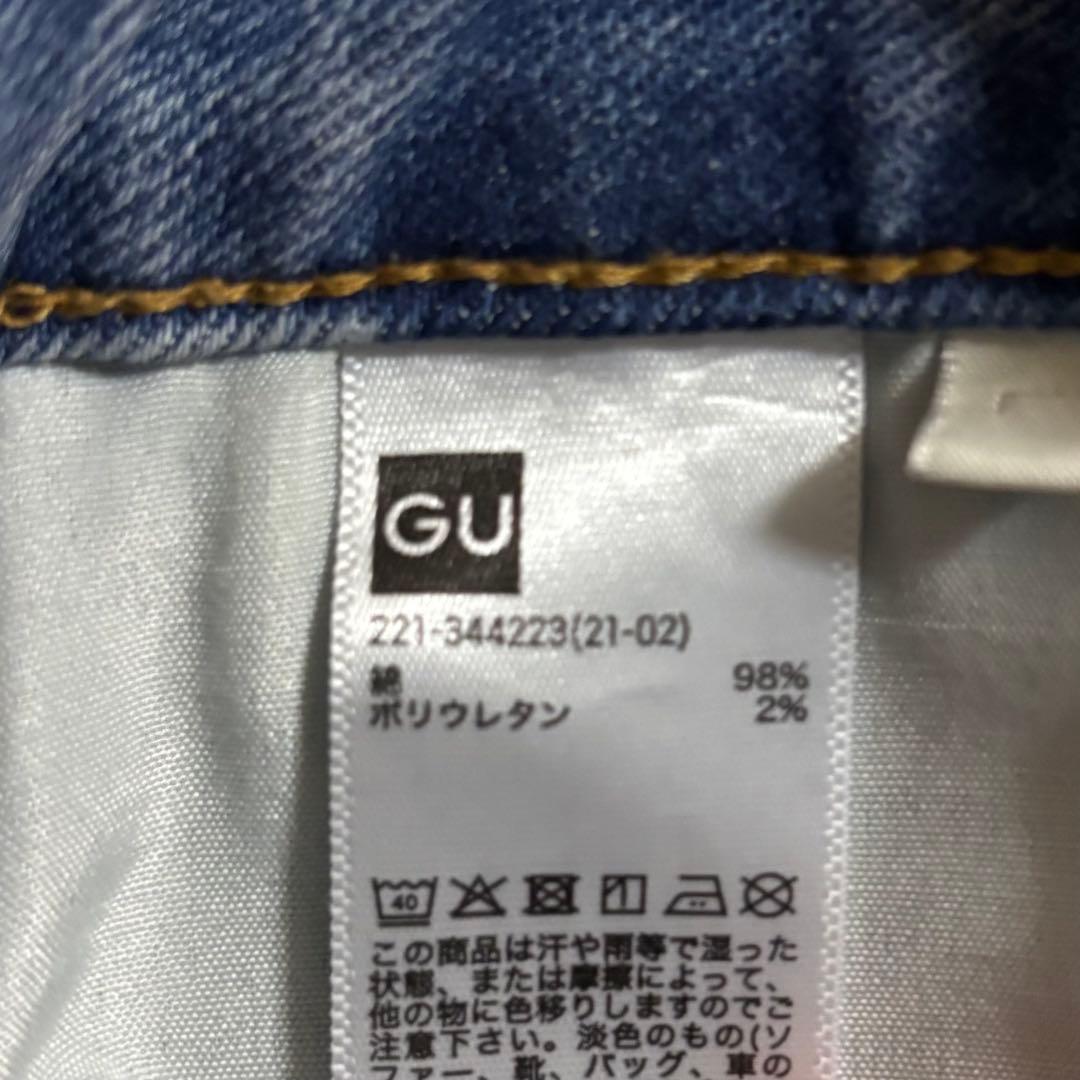 GU
221-344223(21-02)
綿 98%
ポリウレタン 2%
40
この商品は汗や雨等で湿った
状態、または摩擦によって、
他の物に色移りしますのでご
注意下さい。淡色のもの(ソ
ファー、靴、バッグ、車の